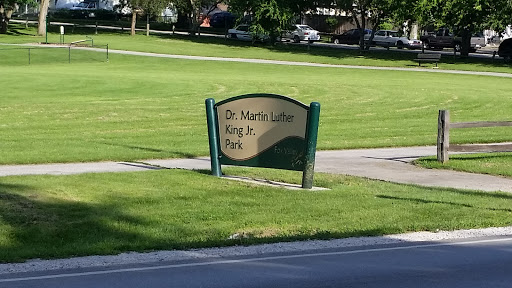 Dr. Martin Luther
King Jr.
Park